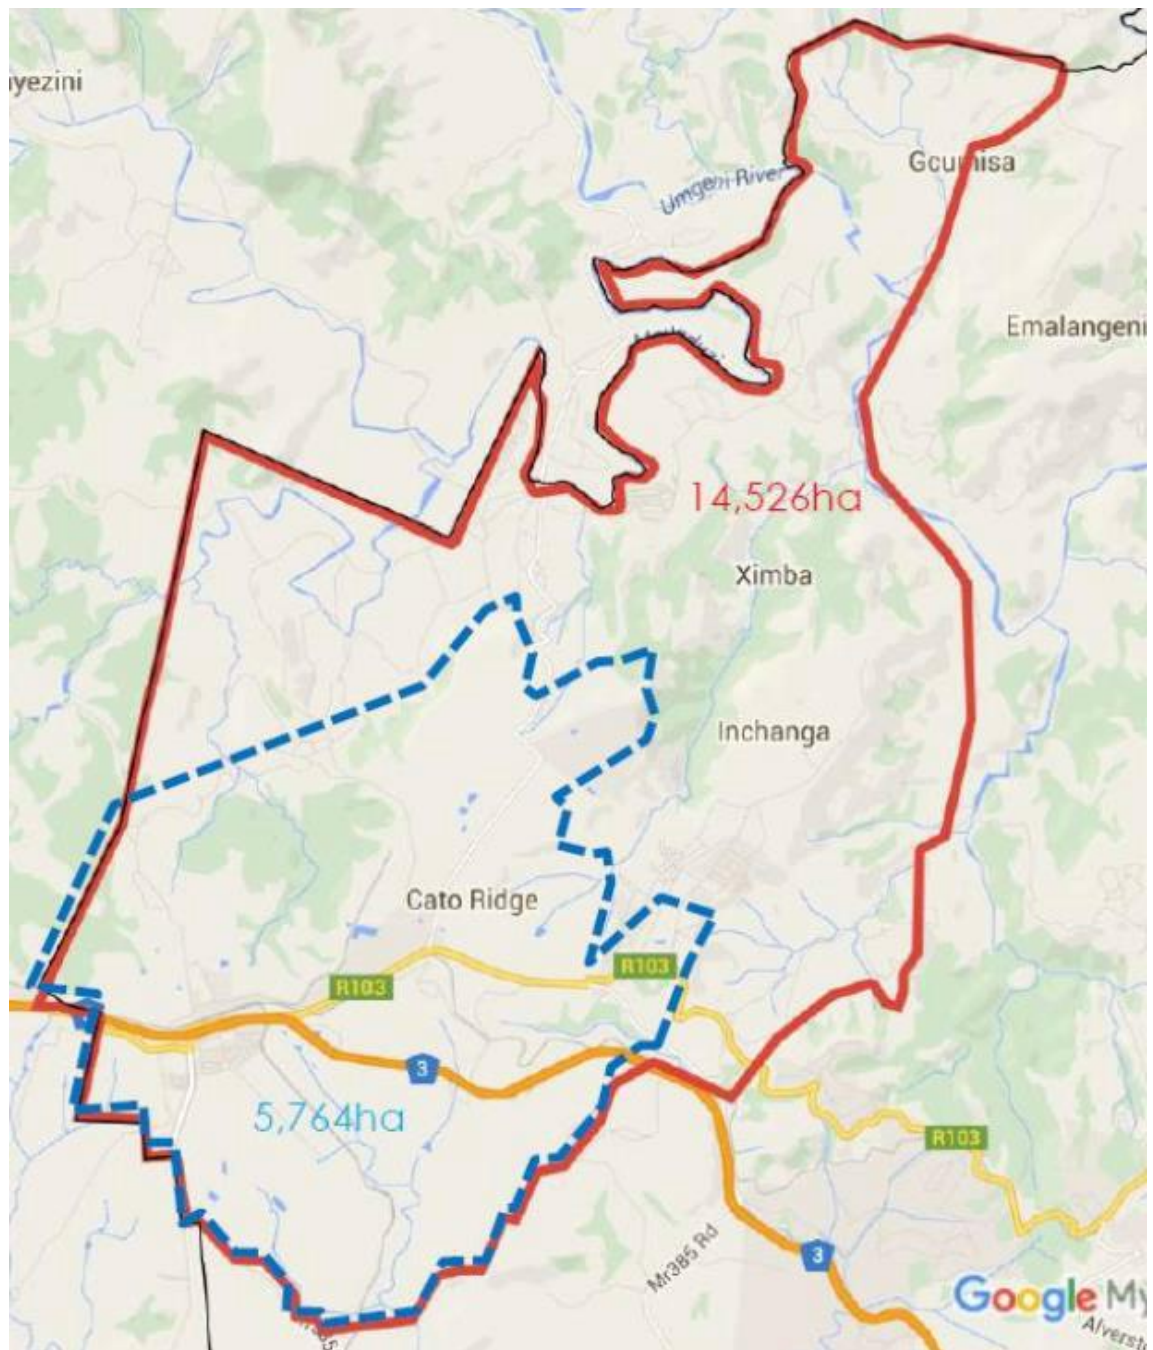 yezini
Gcumisa
Umgeni River
Emalangeni
14,526ha
Ximba
Inchanga
Cato Ridge
R103
R103
3
5,764ha
R103
Mr385 Rd
3
Google My
Alverst